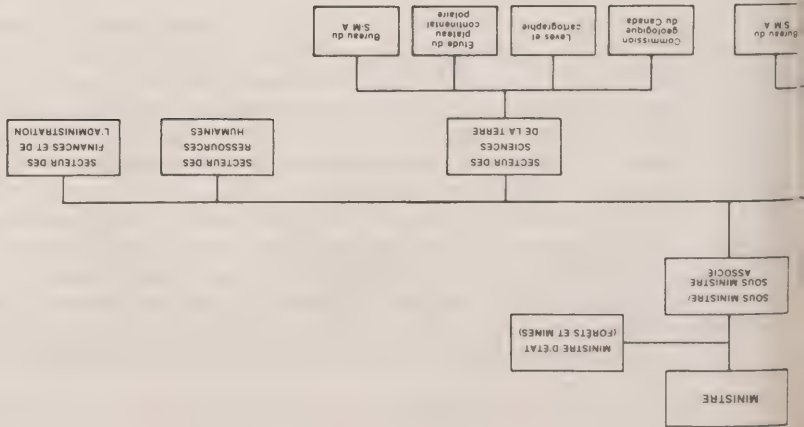 MINISTRE
MINISTRE D'ÉTAT
(FORÊTS ET MINES)
SOUS MINISTRE/
SOUS MINISTRE
ASSOCIÉ
SECTEUR DES
SCIENCES
DE LA TERRE
SECTEUR DES
RESSOURCES
HUMAINES
SECTEUR DES
FINANCES ET DE
L'ADMINISTRATION
Bureau du
S M A
Commission
géologique
du Canada
Levés et
cartographie
Étude du
plateau
continental
polaire
Bureau du
S-M A